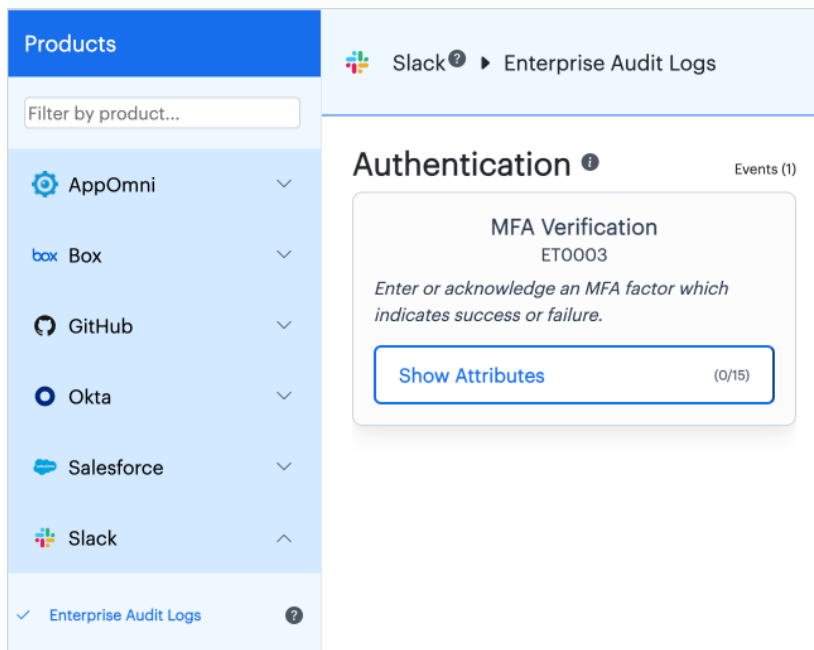 Products
Filter by product...
AppOmni
box Box
GitHub
Okta
Salesforce
Slack
Enterprise Audit Logs ?
Slack ? ▸ Enterprise Audit Logs
Authentication i
Events (1)
MFA Verification
ET0003
Enter or acknowledge an MFA factor which
indicates success or failure.
Show Attributes (0/15)